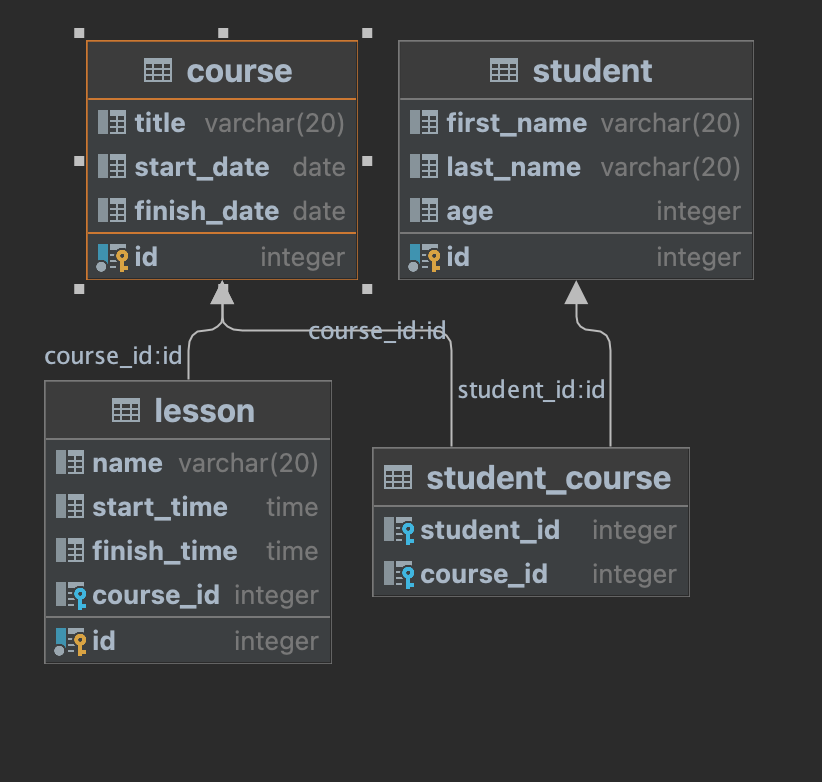 course
title varchar(20)
start_date date
finish_date date
id integer
student
first_name varchar(20)
last_name varchar(20)
age integer
id integer
course_id:id
course_id:id
student_id:id
lesson
name varchar(20)
start_time time
finish_time time
course_id integer
id integer
student_course
student_id integer
course_id integer